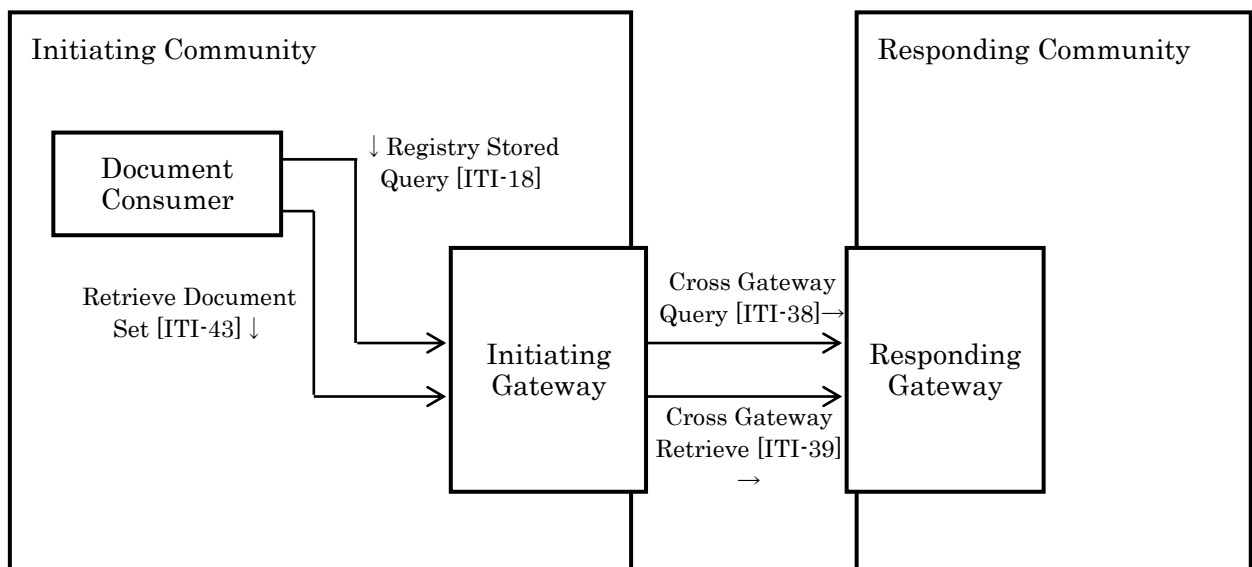 Initiating Community
Responding Community
Document
Consumer
↓ Registry Stored
Query [ITI-18]
Retrieve Document
Set [ITI-43] ↓
Initiating
Gateway
Cross Gateway
Query [ITI-38]→
Cross Gateway
Retrieve [ITI-39]
→
Responding
Gateway